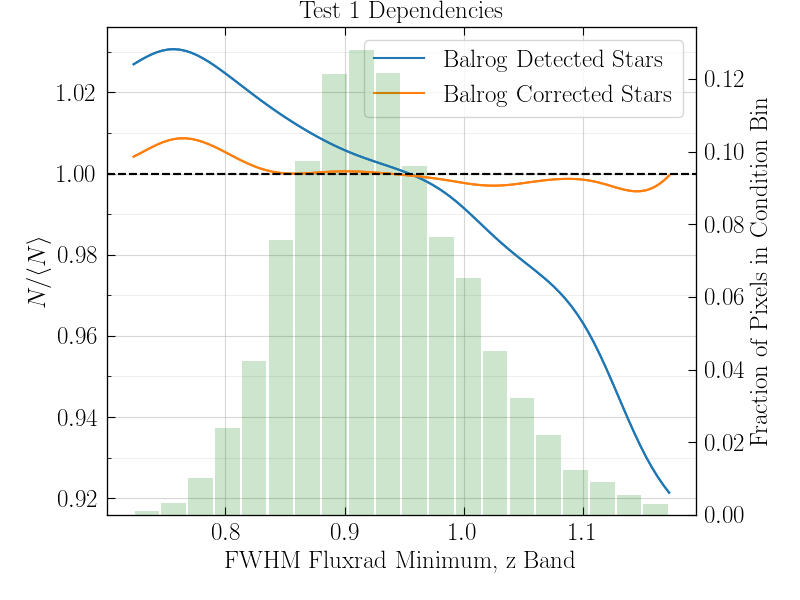 Test 1 Dependencies
Balrog Detected Stars
Balrog Corrected Stars
1.02
1.00
0.98
0.96
0.94
0.92
N/⟨N⟩
0.12
0.10
0.08
0.06
0.04
0.02
0.00
Fraction of Pixels in Condition Bin
0.8
0.9
1.0
1.1
FWHM Fluxrad Minimum, z Band